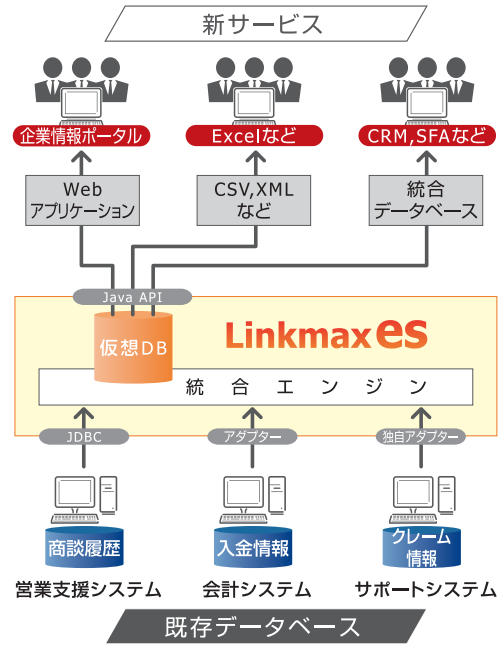 新サービス
企業情報ポータル
Excelなど
CRM,SFAなど
Web
アプリケーション
CSV,XML
など
統合
データベース
Java API
仮想DB
Linkmax es
統合エンジン
JDBC
アダプター
独自アダプター
商談履歴
入金情報
クレーム
情報
営業支援システム
会計システム
サポートシステム
既存データベース